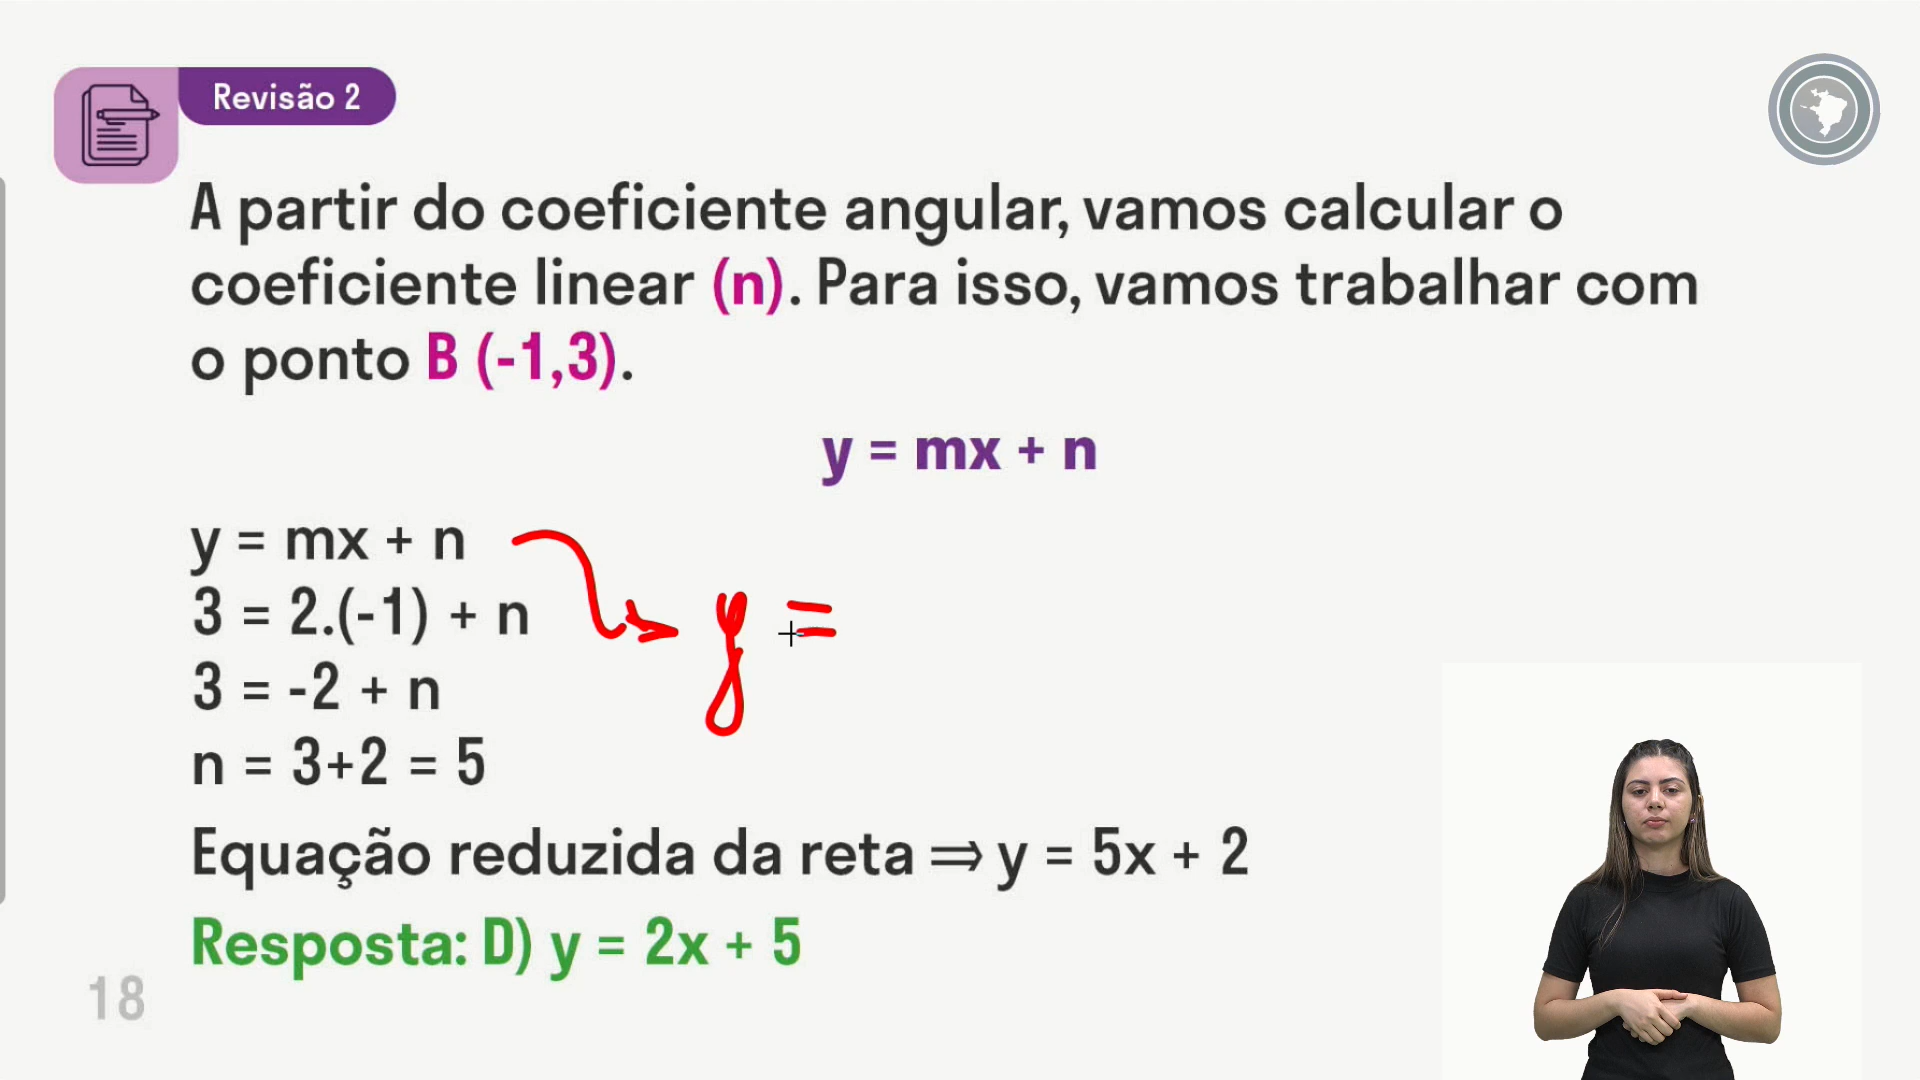 Revisão 2
A partir do coeficiente angular, vamos calcular o
coeficiente linear (n). Para isso, vamos trabalhar com
o ponto B (-1,3).
y = mx + n
y = mx + n
3 = 2.(-1) + n
y =
3 = -2 + n
n = 3+2 = 5
Equação reduzida da reta ⇒ y = 5x + 2
Resposta: D) y = 2x + 5
18